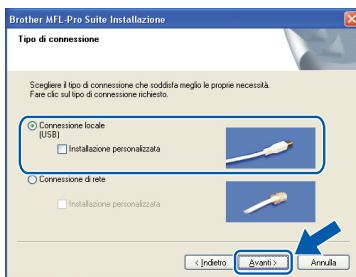 Brother MFL-Pro Suite Installazione
Tipo di connessione
Scegliere il tipo di connessione che soddisfa meglio le proprie necessità.
Fare clic sul tipo di connessione richiesto.
Connessione locale
(USB)
Installazione personalizzata
Connessione di rete
Installazione personalizzata
< Indietro Avanti > Annulla